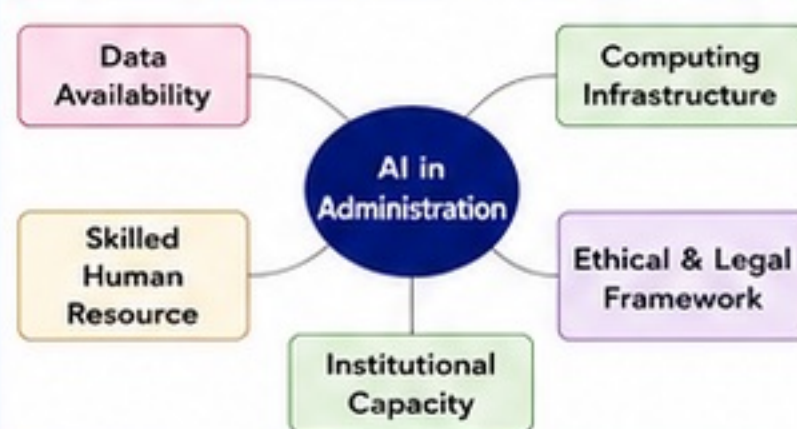 Data
Availability
Computing
Infrastructure
AI in
Administration
Skilled
Human
Resource
Ethical & Legal
Framework
Institutional
Capacity